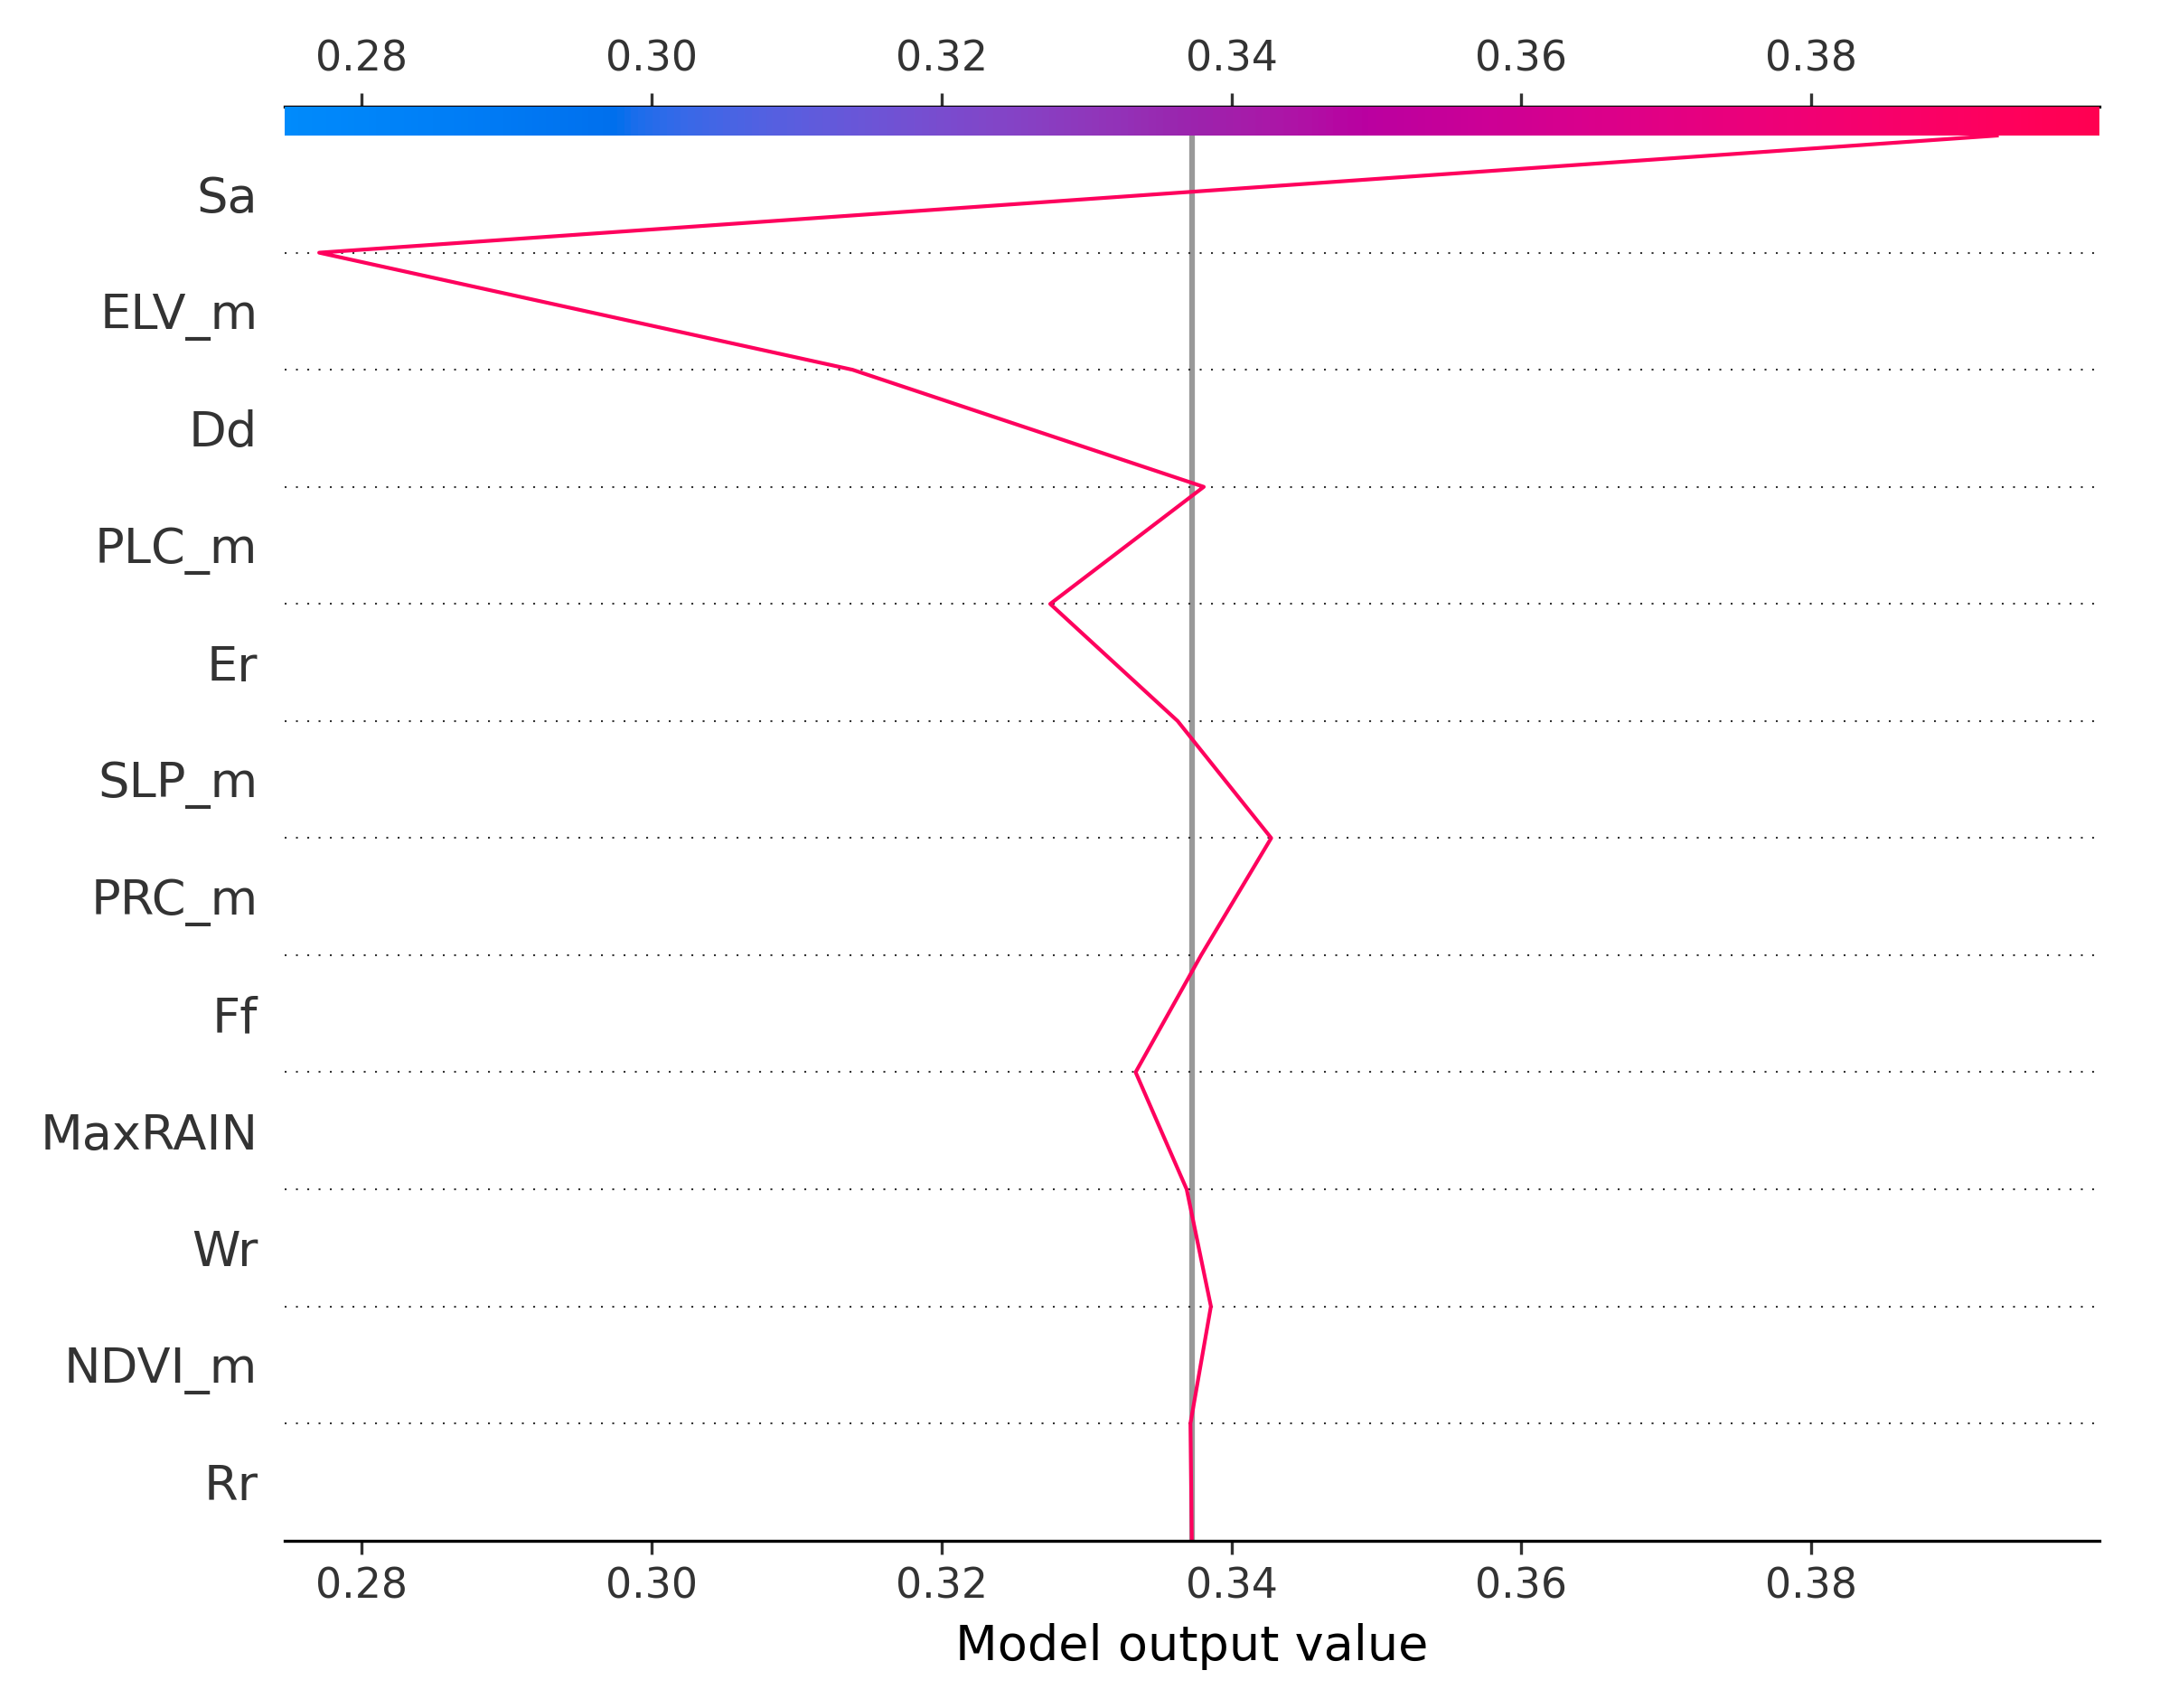 0.28 0.30 0.32 0.34 0.36 0.38
Sa
ELV_m
Dd
PLC_m
Er
SLP_m
PRC_m
Ff
MaxRAIN
Wr
NDVI_m
Rr
0.28 0.30 0.32 0.34 0.36 0.38
Model output value